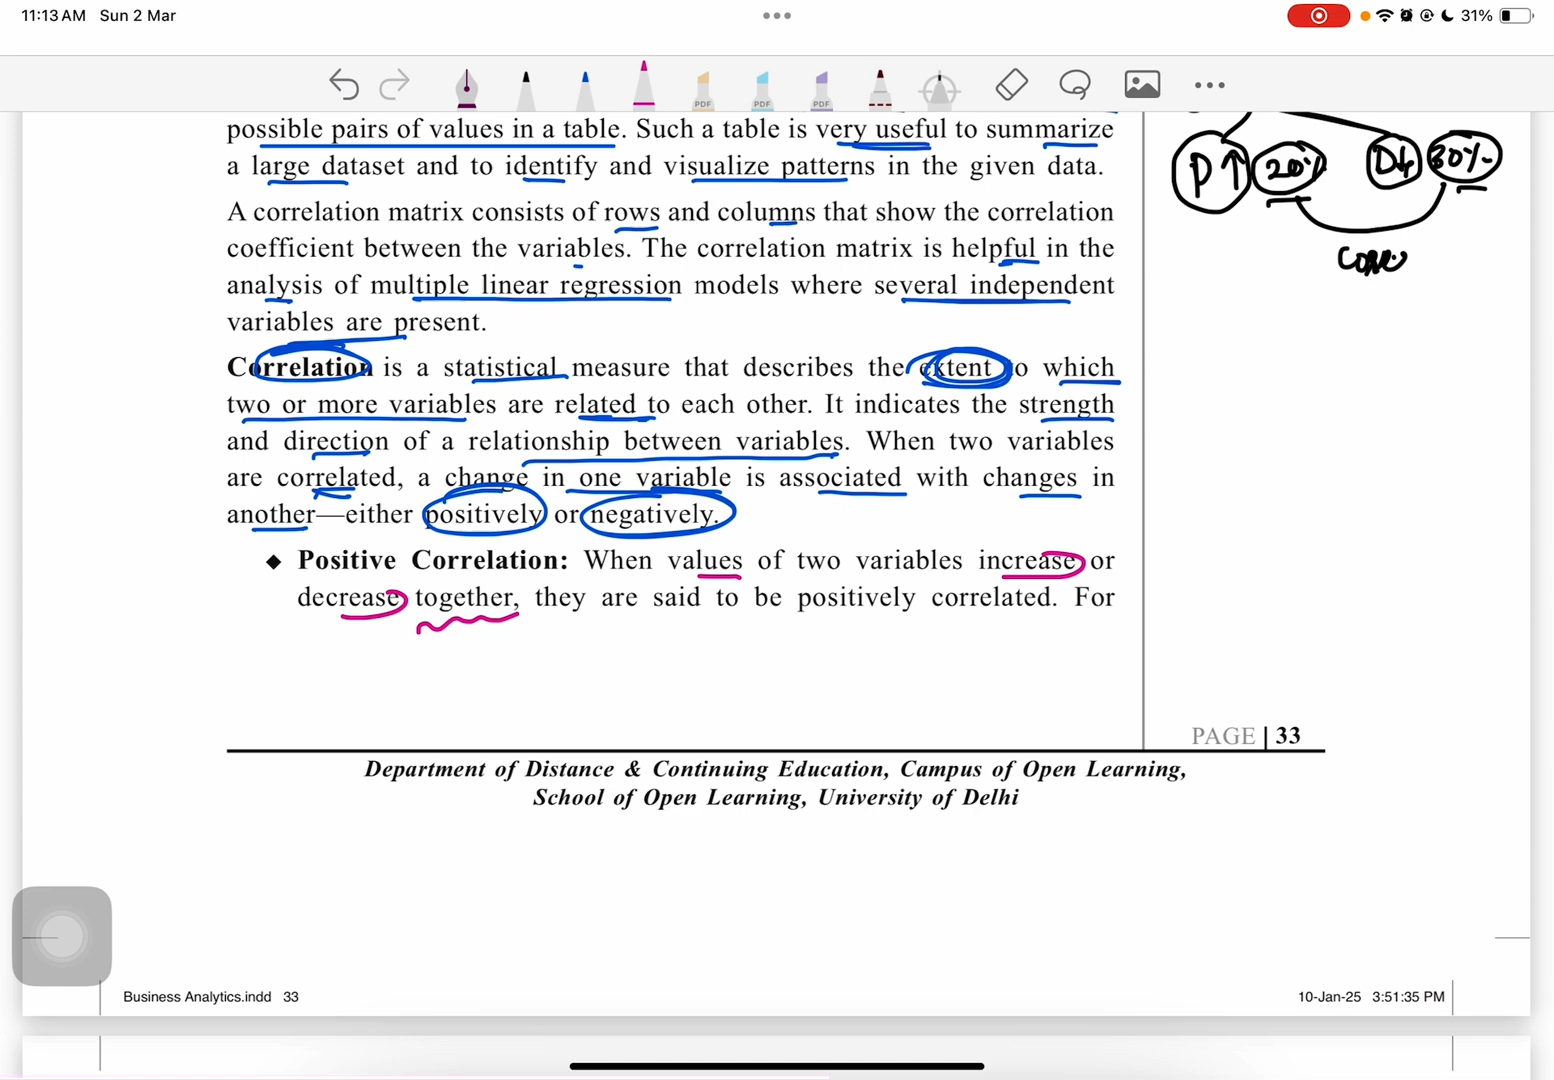 11:13 AM Sun 2 Mar
31%
PDF PDF PDF
possible pairs of values in a table. Such a table is very useful to summarize
a large dataset and to identify and visualize patterns in the given data.
A correlation matrix consists of rows and columns that show the correlation
coefficient between the variables. The correlation matrix is helpful in the
analysis of multiple linear regression models where several independent
variables are present.
Correlation is a statistical measure that describes the extent to which
two or more variables are related to each other. It indicates the strength
and direction of a relationship between variables. When two variables
are correlated, a change in one variable is associated with changes in
another—either positively or negatively.
◆ Positive Correlation: When values of two variables increase or
decrease together, they are said to be positively correlated. For
P↑ 20% D↓ 30%
PAGE | 33
Department of Distance & Continuing Education, Campus of Open Learning,
School of Open Learning, University of Delhi
Business Analytics.indd 33
10-Jan-25 3:51:35 PM